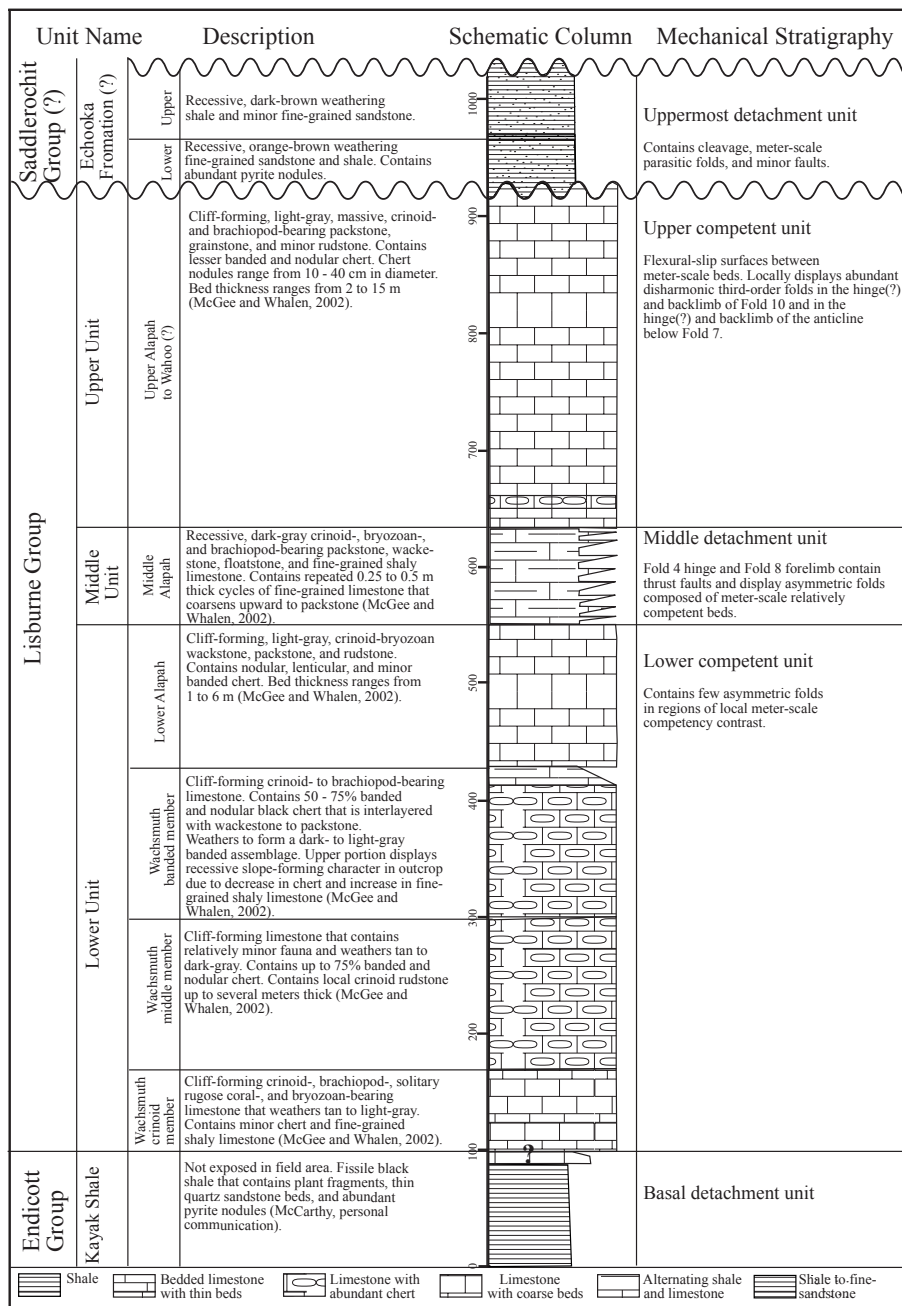 Unit Name
Description
Schematic Column
Mechanical Stratigraphy
Saddlerochit
Group (?)
Echooka
Fromation (?)
Upper
Recessive, dark-brown weathering
shale and minor fine-grained sandstone.
Lower
Recessive, orange-brown weathering
fine-grained sandstone and shale. Contains
abundant pyrite nodules.
1000
Uppermost detachment unit
Contains cleavage, meter-scale
parasitic folds, and minor faults.
Lisburne Group
Upper Unit
Upper Alapah
to Wahoo (?)
Cliff-forming, light-gray, massive, crinoid-
and brachiopod-bearing packstone,
grainstone, and minor rudstone. Contains
lesser banded and nodular chert. Chert
nodules range from 10 - 40 cm in diameter.
Bed thickness ranges from 2 to 15 m
(McGee and Whalen, 2002).
900
800
700
Upper competent unit
Flexural-slip surfaces between
meter-scale beds. Locally displays abundant
disharmonic third-order folds in the hinge(?)
and backlimb of Fold 10 and in the
hinge(?) and backlimb of the anticline
below Fold 7.
Middle
Unit
Middle
Alapah
Recessive, dark-gray crinoid-, bryozoan-,
and brachiopod-bearing packstone, wacke-
stone, floatstone, and fine-grained shaly
limestone. Contains repeated 0.25 to 0.5 m
thick cycles of fine-grained limestone that
coarsens upward to packstone (McGee and
Whalen, 2002).
600
Middle detachment unit
Fold 4 hinge and Fold 8 forelimb contain
thrust faults and display asymmetric folds
composed of meter-scale relatively
competent beds.
Lower Unit
Lower Alapah
Cliff-forming, light-gray, crinoid-bryozoan
wackstone, packstone, and rudstone.
Contains nodular, lenticular, and minor
banded chert. Bed thickness ranges from
1 to 6 m (McGee and Whalen, 2002).
500
Lower competent unit
Contains few asymmetric folds
in regions of local meter-scale
competency contrast.
Wachsmuth
banded member
Cliff-forming crinoid- to brachiopod-bearing
limestone. Contains 50 - 75% banded
and nodular black chert that is interlayered
with wackestone to packstone.
Weathers to form a dark- to light-gray
banded assemblage. Upper portion displays
recessive slope-forming character in outcrop
due to decrease in chert and increase in fine-
grained shaly limestone (McGee and
Whalen, 2002).
400
300
Wachsmuth
middle member
Cliff-forming limestone that contains
relatively minor fauna and weathers tan to
dark-gray. Contains up to 75% banded and
nodular chert. Contains local crinoid rudstone
up to several meters thick (McGee and
Whalen, 2002).
200
Wachsmuth
crinoid
member
Cliff-forming crinoid-, brachiopod-, solitary
rugose coral-, and bryozoan-bearing
limestone that weathers tan to light-gray.
Contains minor chert and fine-grained
shaly limestone (McGee and Whalen, 2002).
100
?
Endicott
Group
Kayak Shale
Not exposed in field area. Fissile black
shale that contains plant fragments, thin
quartz sandstone beds, and abundant
pyrite nodules (McCarthy, personal
communication).
0
Basal detachment unit
Shale
Bedded limestone
with thin beds
Limestone with
abundant chert
Limestone
with coarse beds
Alternating shale
and limestone
Shale to fine-
sandstone